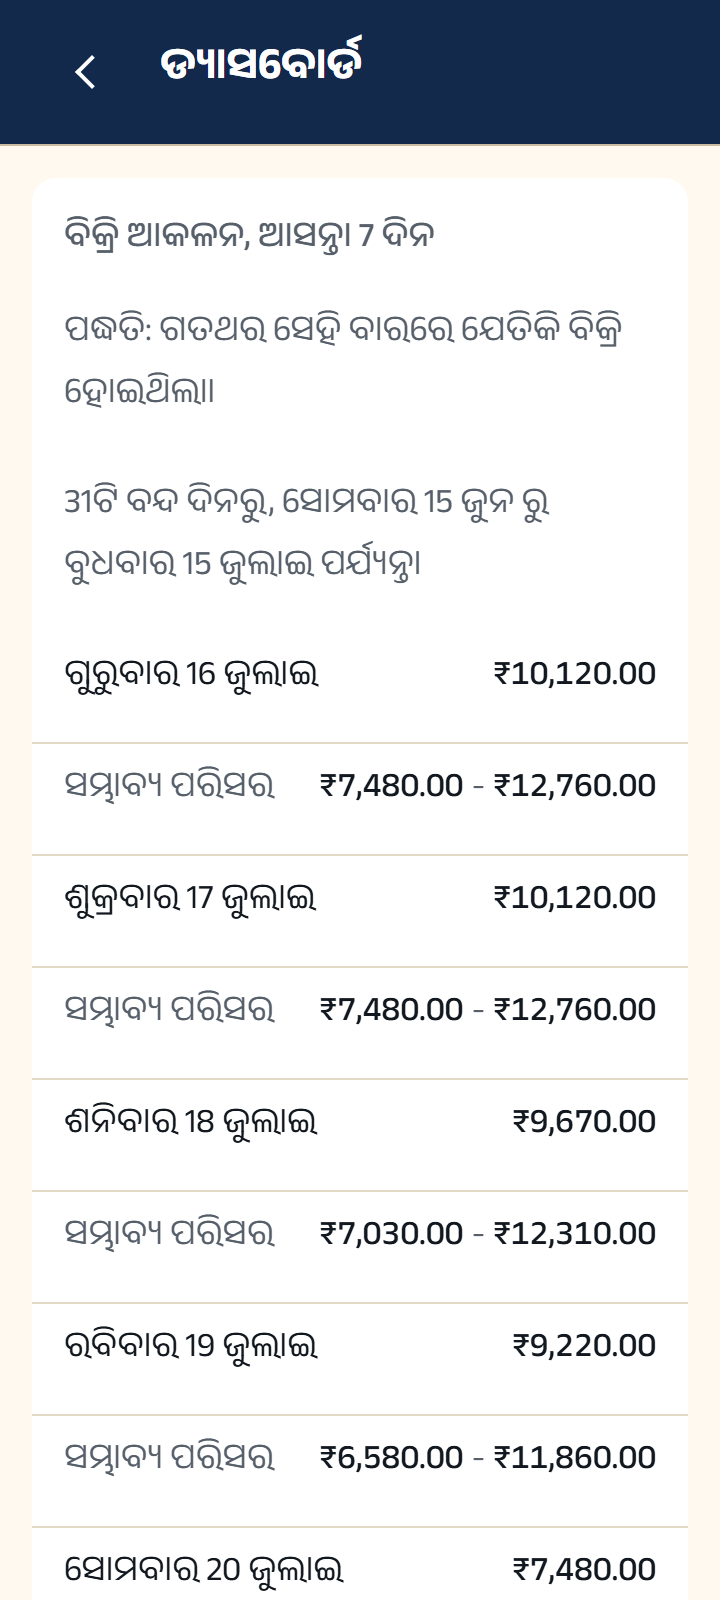 ଡ୍ୟାସବୋର୍ଡ
ବିକ୍ରି ଆକଳନ, ଆସନ୍ତା 7 ଦିନ
ପଦ୍ଧତି: ଗତଥର ସେହି ବାରରେ ଯେତିକି ବିକ୍ରି
ହୋଇଥିଲା।
31ଟି ବନ୍ଦ ଦିନରୁ, ସୋମବାର 15 ଜୁନ ରୁ
ବୁଧବାର 15 ଜୁଲାଇ ପର୍ଯ୍ୟନ୍ତ।
ଗୁରୁବାର 16 ଜୁଲାଇ ₹10,120.00
ସମ୍ଭାବ୍ୟ ପରିସର ₹7,480.00 - ₹12,760.00
ଶୁକ୍ରବାର 17 ଜୁଲାଇ ₹10,120.00
ସମ୍ଭାବ୍ୟ ପରିସର ₹7,480.00 - ₹12,760.00
ଶନିବାର 18 ଜୁଲାଇ ₹9,670.00
ସମ୍ଭାବ୍ୟ ପରିସର ₹7,030.00 - ₹12,310.00
ରବିବାର 19 ଜୁଲାଇ ₹9,220.00
ସମ୍ଭାବ୍ୟ ପରିସର ₹6,580.00 - ₹11,860.00
ସୋମବାର 20 ଜୁଲାଇ ₹7,480.00